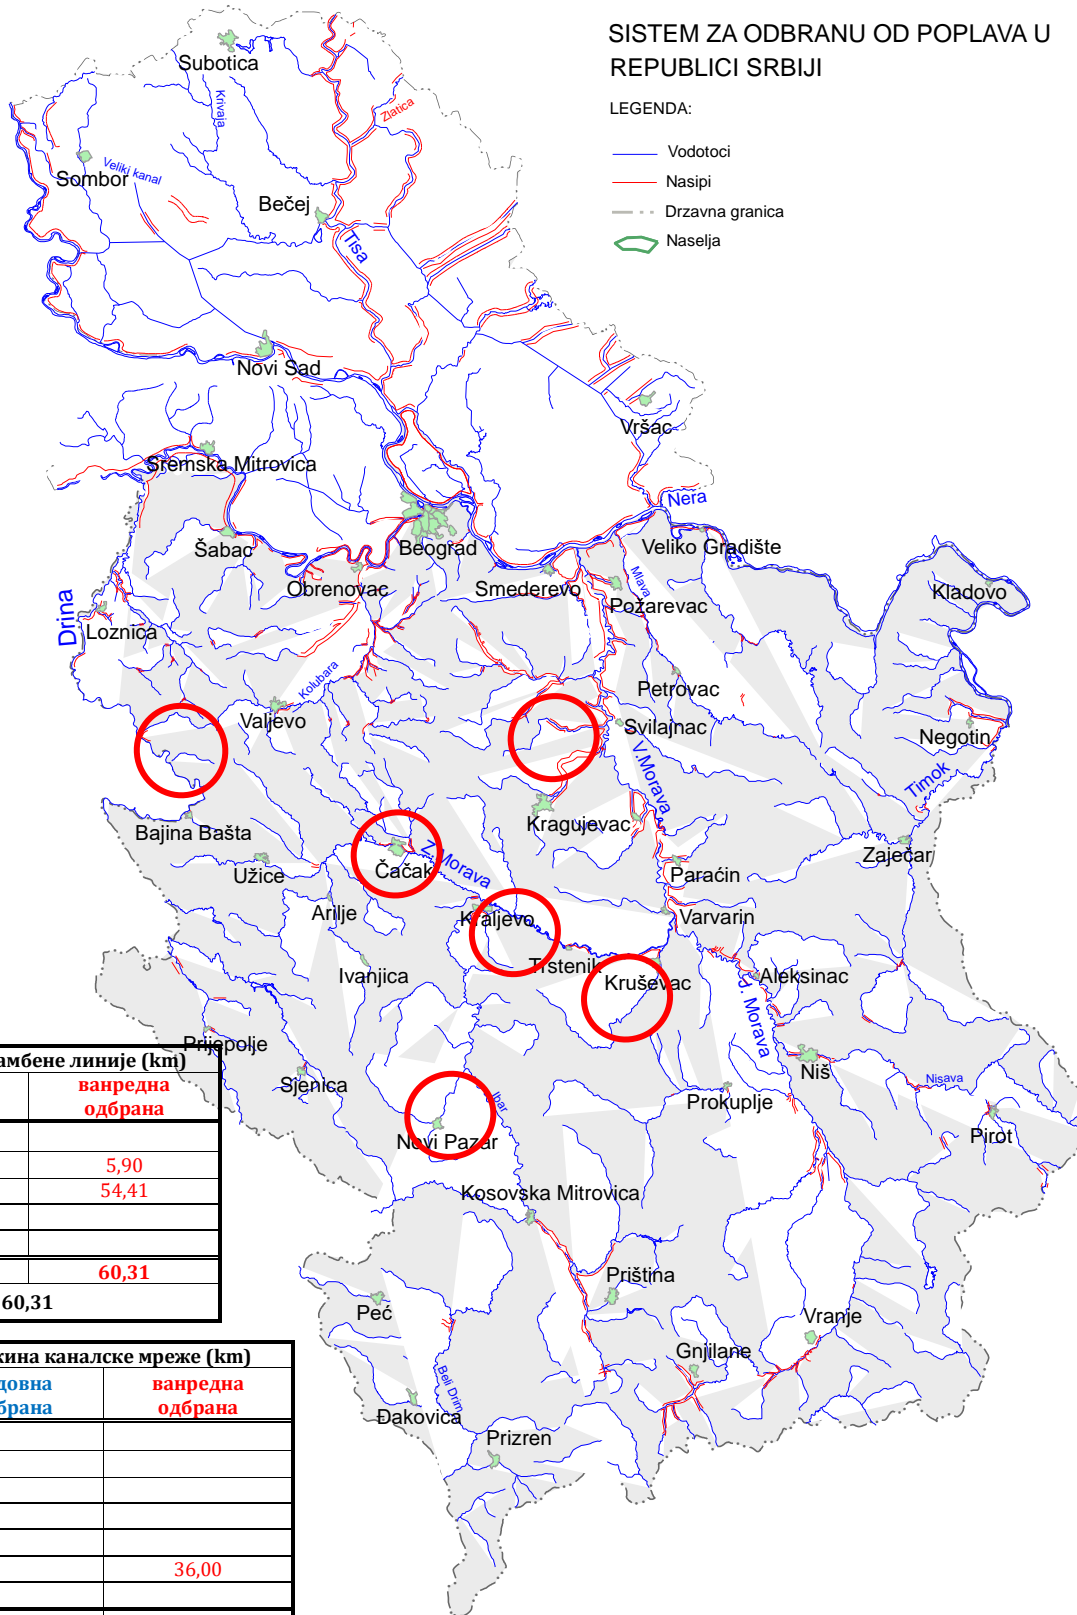 SISTEM ZA ODBRANU OD POPLAVA U
REPUBLICI SRBIJI
LEGENDA:
Vodotoci
Nasipi
Drzavna granica
Naselja
Subotica
Krivaja
Zlatica
Sombor
Veliki kanal
Bečej
Tisa
Novi Sad
Vršac
Sremska Mitrovica
Nera
Šabac
Beograd
Veliko Gradište
Obrenovac
Smederevo
Mlava
Požarevac
Kladovo
Drina
Loznica
Kolubara
Petrovac
Valjevo
Svilajnac
Negotin
V.Morava
Timok
Bajina Bašta
Kragujevac
Zaječar
Z.Morava
Užice
Čačak
Paraćin
Arilje
Kraljevo
Varvarin
Ivanjica
Trstenik
Kruševac
Aleksinac
J. Morava
Prijepolje
Sjenica
Ibar
Niš
Nisava
Prokuplje
Pirot
Novi Pazar
Kosovska Mitrovica
Priština
Peć
Vranje
Gnjilane
Beli Drim
Đakovica
Prizren
амбене линије (km)
ванредна
одбрана
5,90
54,41
60,31
60,31
кина каналске мреже (km)
довна ванредна
брана одбрана
36,00